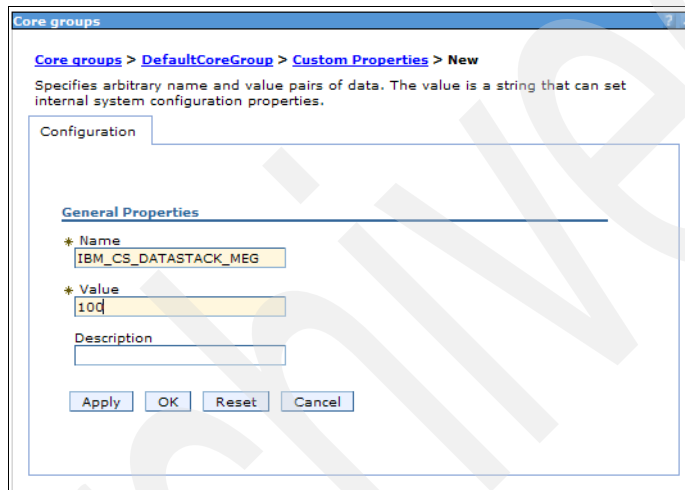 Core groups
?
Core groups > DefaultCoreGroup > Custom Properties > New
Specifies arbitrary name and value pairs of data. The value is a string that can set
internal system configuration properties.
Configuration
General Properties
* Name
IBM_CS_DATASTACK_MEG
* Value
100
Description
Apply OK Reset Cancel